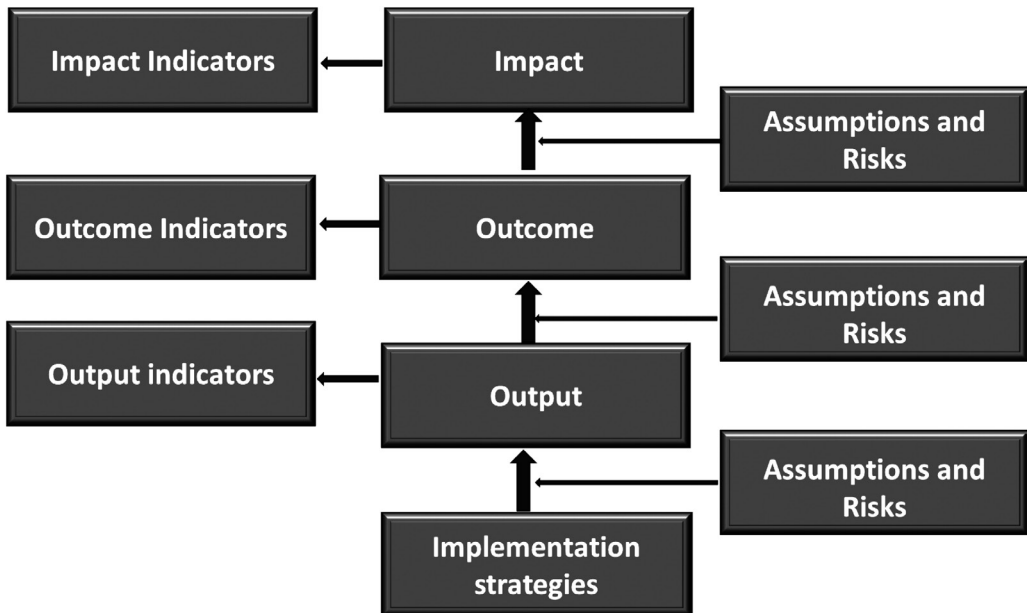 Impact Indicators
Impact
Assumptions and
Risks
Outcome Indicators
Outcome
Assumptions and
Risks
Output indicators
Output
Assumptions and
Risks
Implementation
strategies